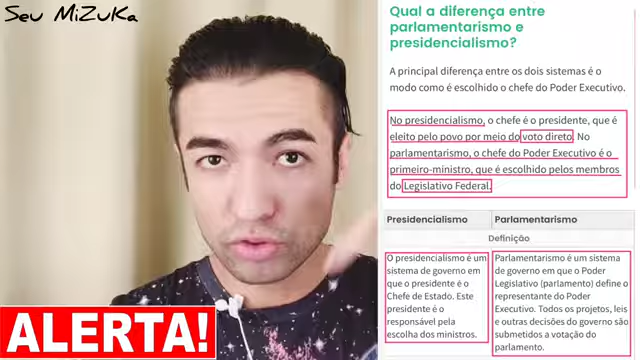 Seu MiZuKa
ALERTA!
Qual a diferença entre
parlamentarismo e
presidencialismo?
A principal diferença entre os dois sistemas é o
modo como é escolhido o chefe do Poder Executivo.
No presidencialismo, o chefe é o presidente, que é
eleito pelo povo por meio do voto direto. No
parlamentarismo, o chefe do Poder Executivo é o
primeiro-ministro, que é escolhido pelos membros
do Legislativo Federal.
Presidencialismo Parlamentarismo
Definição
O presidencialismo é um
sistema de governo em
que o presidente é o
Chefe de Estado. Este
presidente é o
responsável pela
escolha dos ministros.
Parlamentarismo é um sistema
de governo em que o Poder
Legislativo (parlamento) define o
representante do Poder
Executivo. Todos os projetos, leis
e outras decisões do governo são
submetidos a votação do
parlamento.